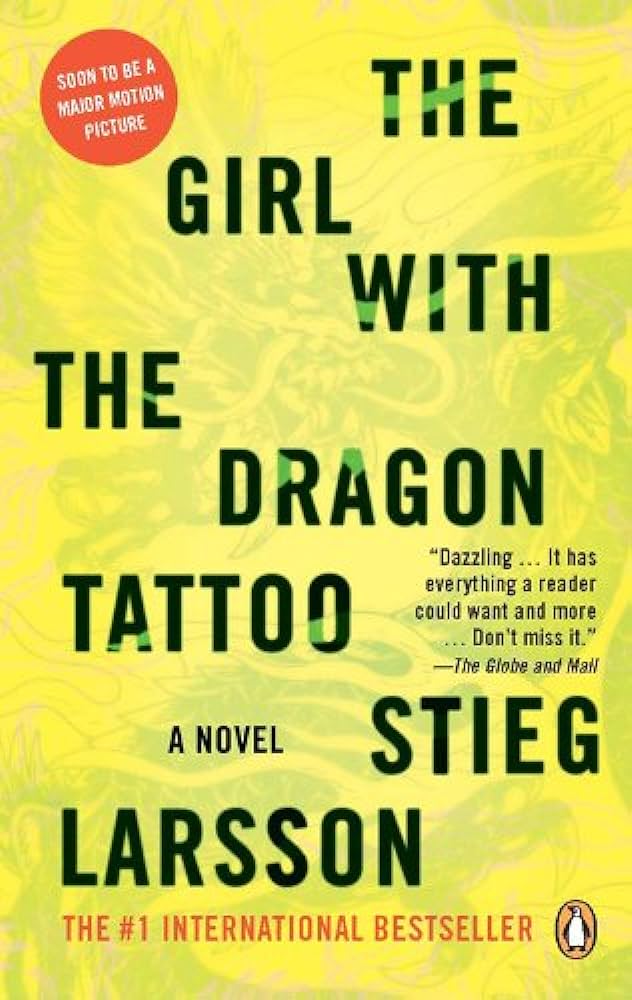 SOON TO BE A
MAJOR MOTION
PICTURE
THE
GIRL
WITH
THE
DRAGON
TATTOO
“Dazzling ... It has
everything a reader
could want and more
... Don’t miss it.”
—The Globe and Mail
A NOVEL
STIEG
LARSSON
THE #1 INTERNATIONAL BESTSELLER